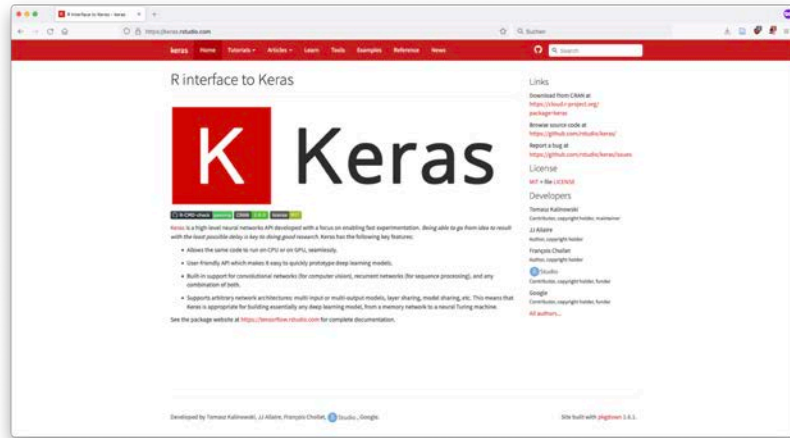 R interface to Keras – keras
https://keras.rstudio.com
Suchen
keras Home Tutorials Articles Learn Tools Examples Reference News
Search
R interface to Keras
K Keras
R-CMD-check passing CRAN license MIT
Keras is a high-level neural networks API developed with a focus on enabling fast experimentation. Being able to go from idea to result
with the least possible delay is key to doing good research. Keras has the following key features:
• Allows the same code to run on CPU or on GPU, seamlessly.
• User-friendly API which makes it easy to quickly prototype deep learning models.
• Built-in support for convolutional networks (for computer vision), recurrent networks (for sequence processing), and any
combination of both.
• Supports arbitrary network architectures: multi-input or multi-output models, layer sharing, model sharing, etc. This means that
Keras is appropriate for building essentially any deep learning model, from a memory network to a neural Turing machine.
See the package website at https://tensorflow.rstudio.com for complete documentation.
Links
Download from CRAN at
https://cloud.r-project.org/
package=keras
Browse source code at
https://github.com/rstudio/keras/
Report a bug at
https://github.com/rstudio/keras/issues
License
MIT + file LICENSE
Developers
Tomasz Kalinowski
Contributor, copyright holder, maintainer
JJ Allaire
Author, copyright holder
François Chollet
Author, copyright holder
R Studio
Contributor, copyright holder, funder
Google
Contributor, copyright holder, funder
All authors...
Developed by Tomasz Kalinowski, JJ Allaire, François Chollet, R Studio, Google.
Site built with pkgdown 1.6.1.